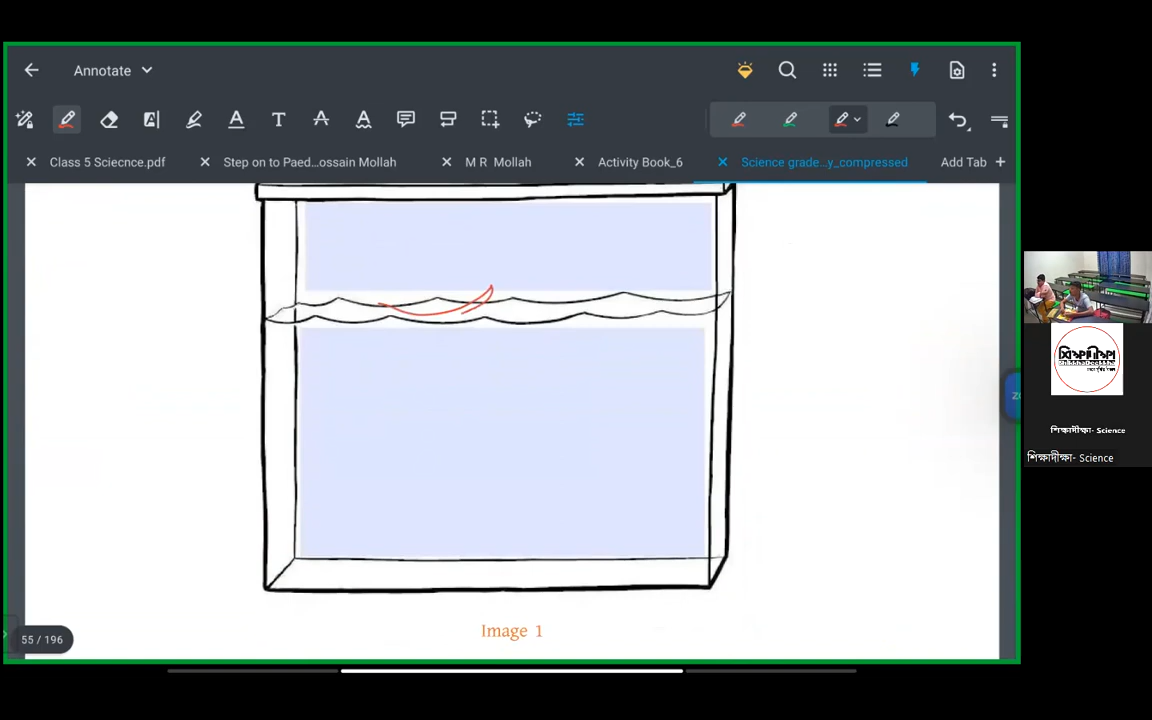 Annotate
Class 5 Sciecnce.pdf
Step on to Paed...ossain Mollah
M R Mollah
Activity Book_6
Science grade...y_compressed
Add Tab
Image 1
55 / 196
শিক্ষাদীক্ষা
শিক্ষাদীক্ষা- Science
শিক্ষাদীক্ষা- Science